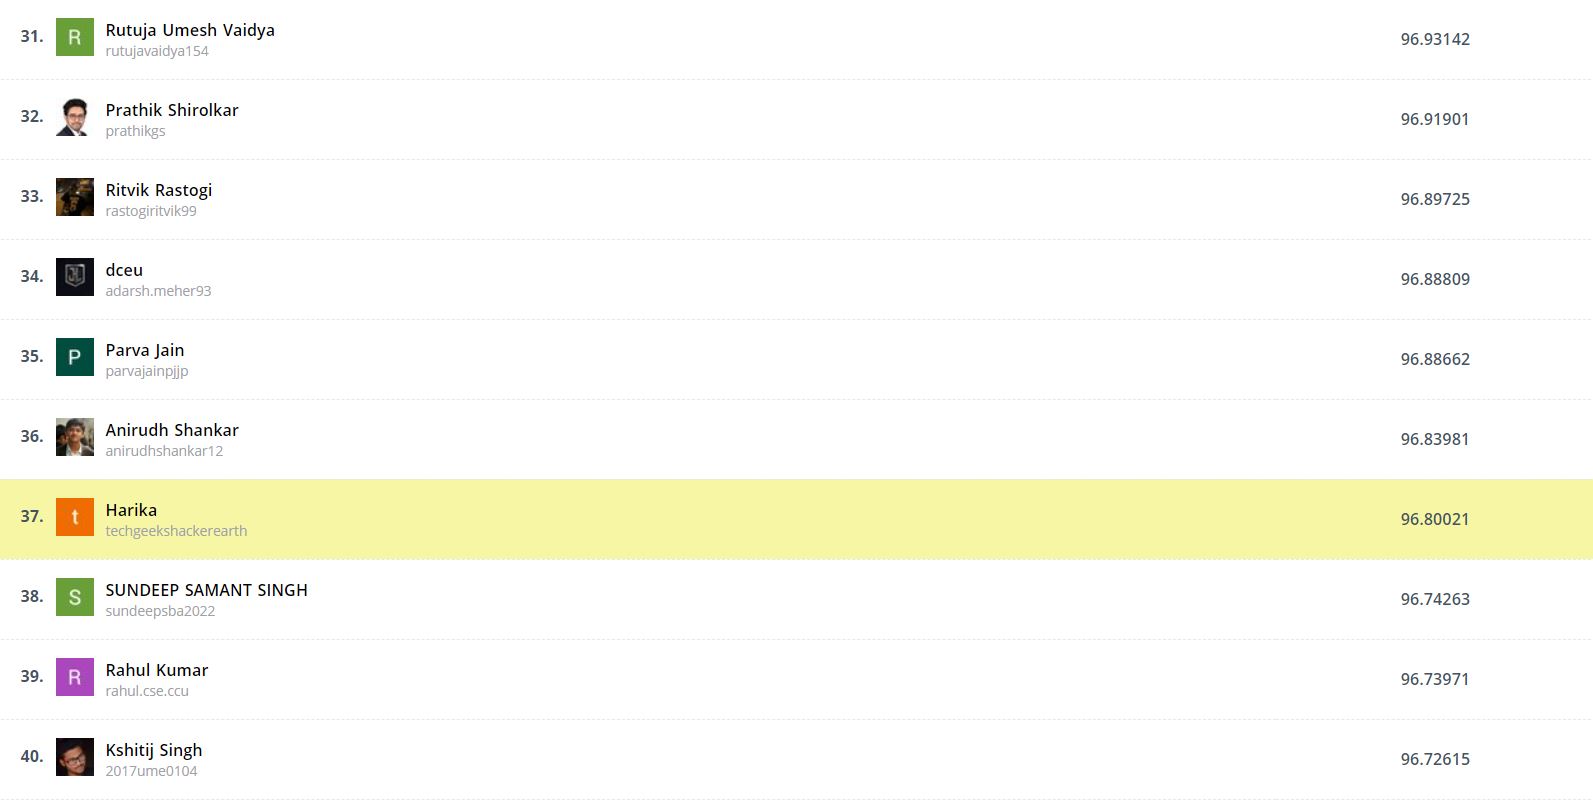 31. R Rutuja Umesh Vaidya 96.93142
rutujavaidya154
32. Prathik Shirolkar 96.91901
prathikgs
33. Ritvik Rastogi 96.89725
rastogiritvik99
34. dceu 96.88809
adarsh.meher93
35. P Parva Jain 96.88662
parvajainpjjp
36. Anirudh Shankar 96.83981
anirudhshankar12
37. t Harika 96.80021
techgeekshackerearth
38. S SUNDEEP SAMANT SINGH 96.74263
sundeepsba2022
39. R Rahul Kumar 96.73971
rahul.cse.ccu
40. Kshitij Singh 96.72615
2017ume0104